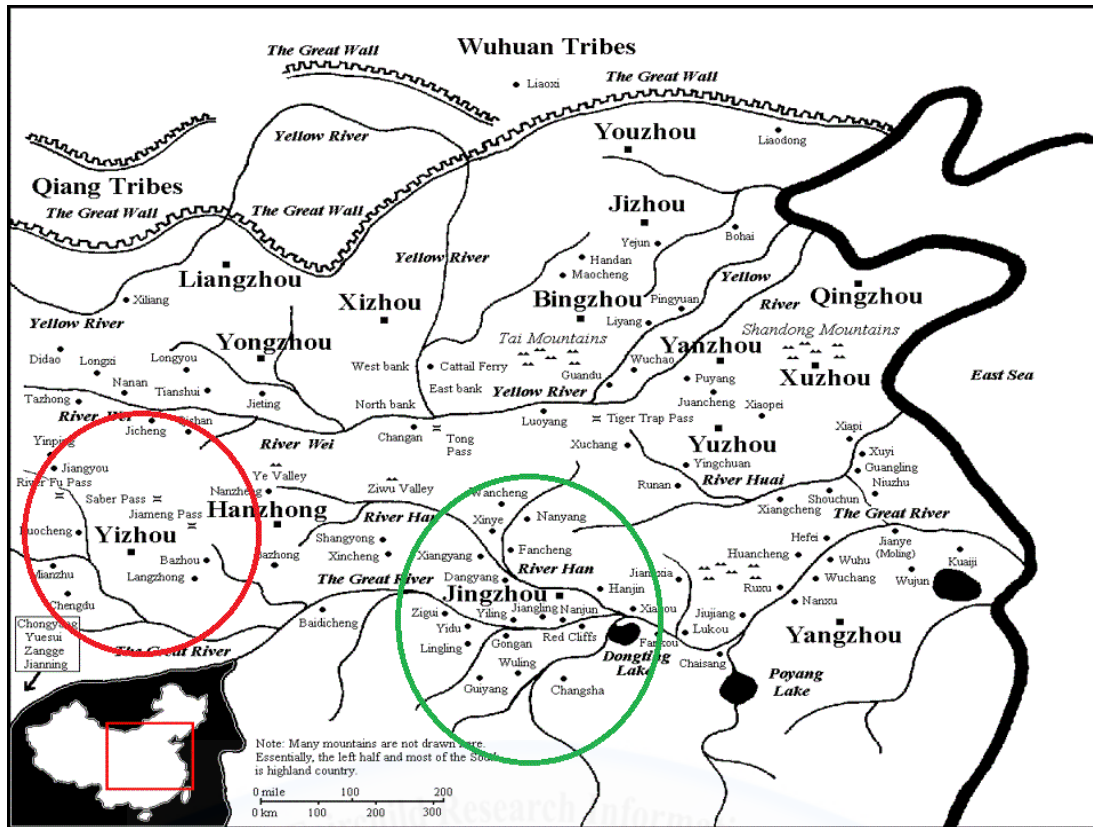 The Great Wall
Wuhuan Tribes
Liaoxi
The Great Wall
Yellow River
Youzhou
Liaodong
Qiang Tribes
The Great Wall
The Great Wall
Jizhou
Yejun
Bohai
Handan
Maocheng
Yellow River
Yellow
River
Liangzhou
Xiliang
Xizhou
Bingzhou
Pingyuan
Liyang
Qingzhou
Yellow River
Tai Mountains
Shandong Mountains
Didao
Longxi
Longyou
Yongzhou
West bank
Cattail Ferry
East bank
Guandu
Wuchao
Yanzhou
Xuzhou
East Sea
Nanan
Tianshui
Jieting
Yellow River
Puyang
Juancheng
Tazhong
River Wei
North bank
Luoyang
Tiger Trap Pass
Xiaopei
Jicheng
Qishan
River Wei
Changan
Tong
Pass
Xuchang
Yuzhou
Xiapi
Yinping
Jiangyou
River Fu Pass
Ye Valley
Ziwu Valley
Yingchuan
Xuyi
Guangling
Niuzhu
Saber Pass
Nanzheng
Wancheng
Runan
River Huai
Shouchun
Jiameng Pass
Hanzhong
River Han
Xinye
Nanyang
Xiangcheng
The Great River
Yizhou
Shangyong
Xincheng
Xiangyang
Fancheng
River Han
Hefei
Jianye
(Moling)
Kuaiji
Bazhou
Huancheng
Wuhu
Wujun
Mianzhu
Langzhong
The Great River
Dangyang
Hanjin
Ruxu
Wuchang
Chengdu
Jingzhou
Nanxu
Chongyang
Yuesui
Zangge
Jianning
Baidicheng
Zigui
Yiling
Jiangling
Nanjun
Jiujiang
Yangzhou
Yidu
Red Cliffs
Lukou
The Great River
Lingling
Gongan
Dongting
Lake
Chaisang
Wuling
Poyang
Lake
Guiyang
Changsha
Note: Many mountains are not drawn here.
Essentially, the left half and most of the South
is highland country.
0 mile 100 200
0 km 100 200 300